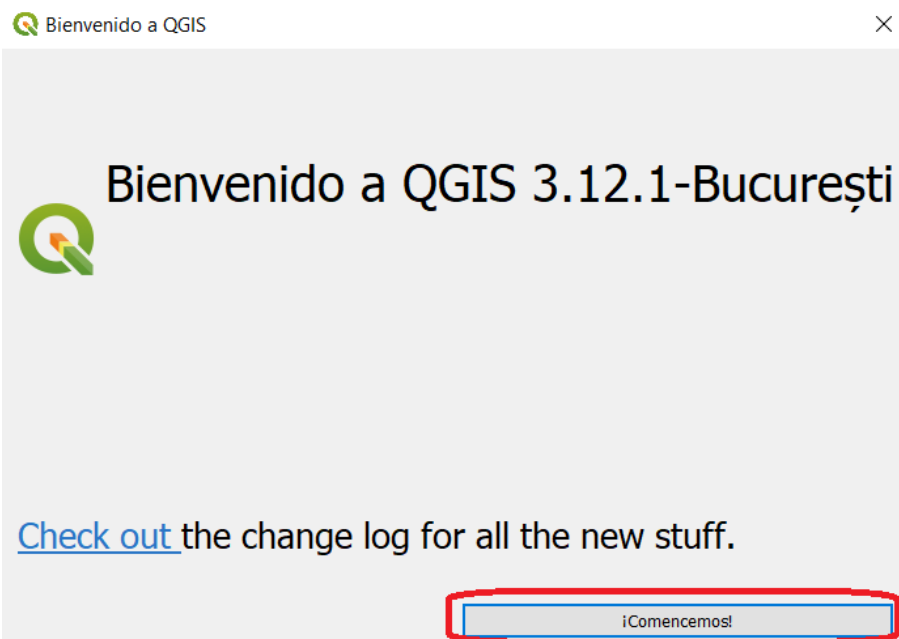 Bienvenido a QGIS
Bienvenido a QGIS 3.12.1-București
Check out the change log for all the new stuff.
¡Comencemos!